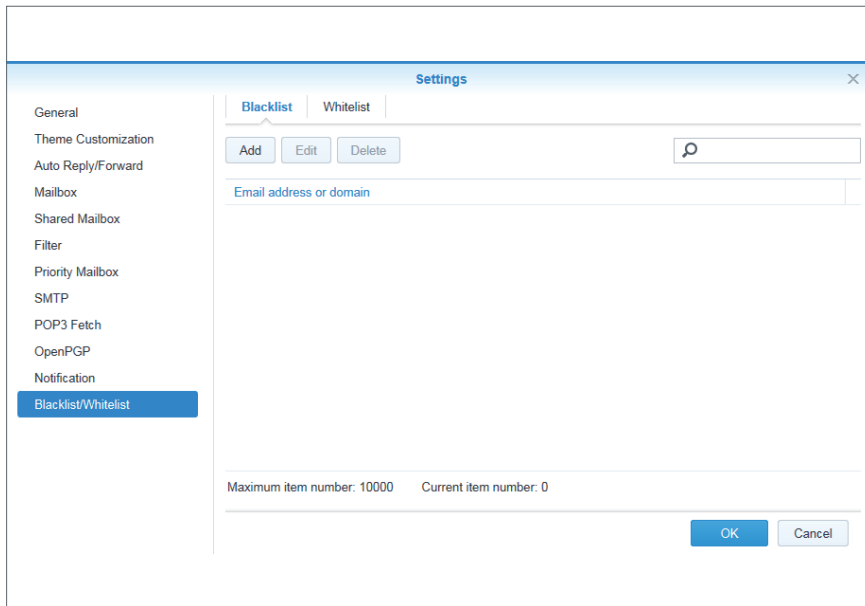 Settings
General
Theme Customization
Auto Reply/Forward
Mailbox
Shared Mailbox
Filter
Priority Mailbox
SMTP
POP3 Fetch
OpenPGP
Notification
Blacklist/Whitelist
Blacklist Whitelist
Add Edit Delete
Email address or domain
Maximum item number: 10000 Current item number: 0
OK Cancel